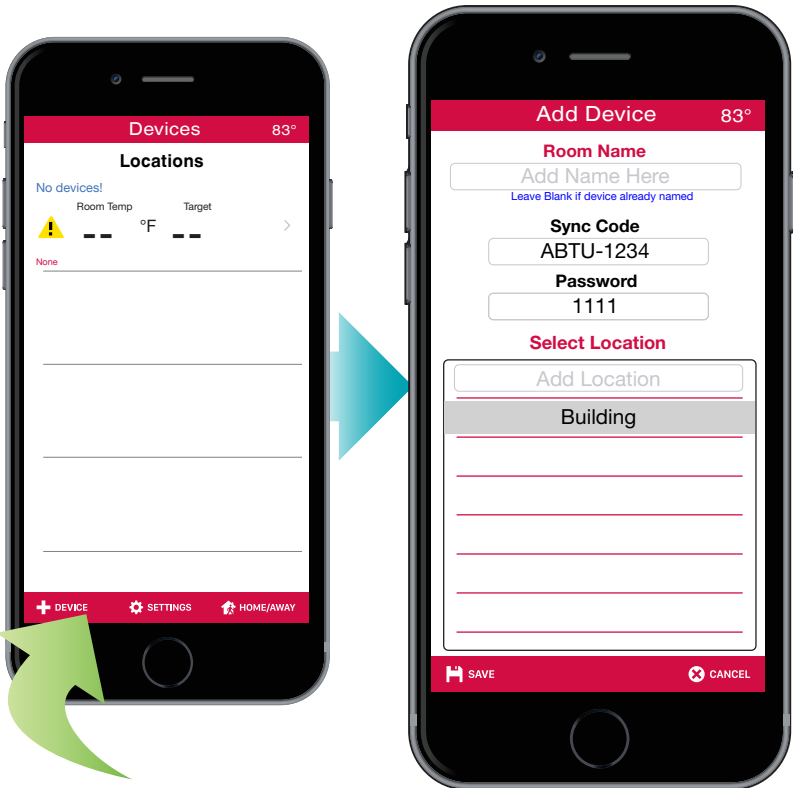 Devices 83°
Locations
No devices!
Room Temp Target
-- °F --
None
DEVICE SETTINGS HOME/AWAY
Add Device 83°
Room Name
Add Name Here
Leave Blank if device already named
Sync Code
ABTU-1234
Password
1111
Select Location
Add Location
Building
SAVE CANCEL